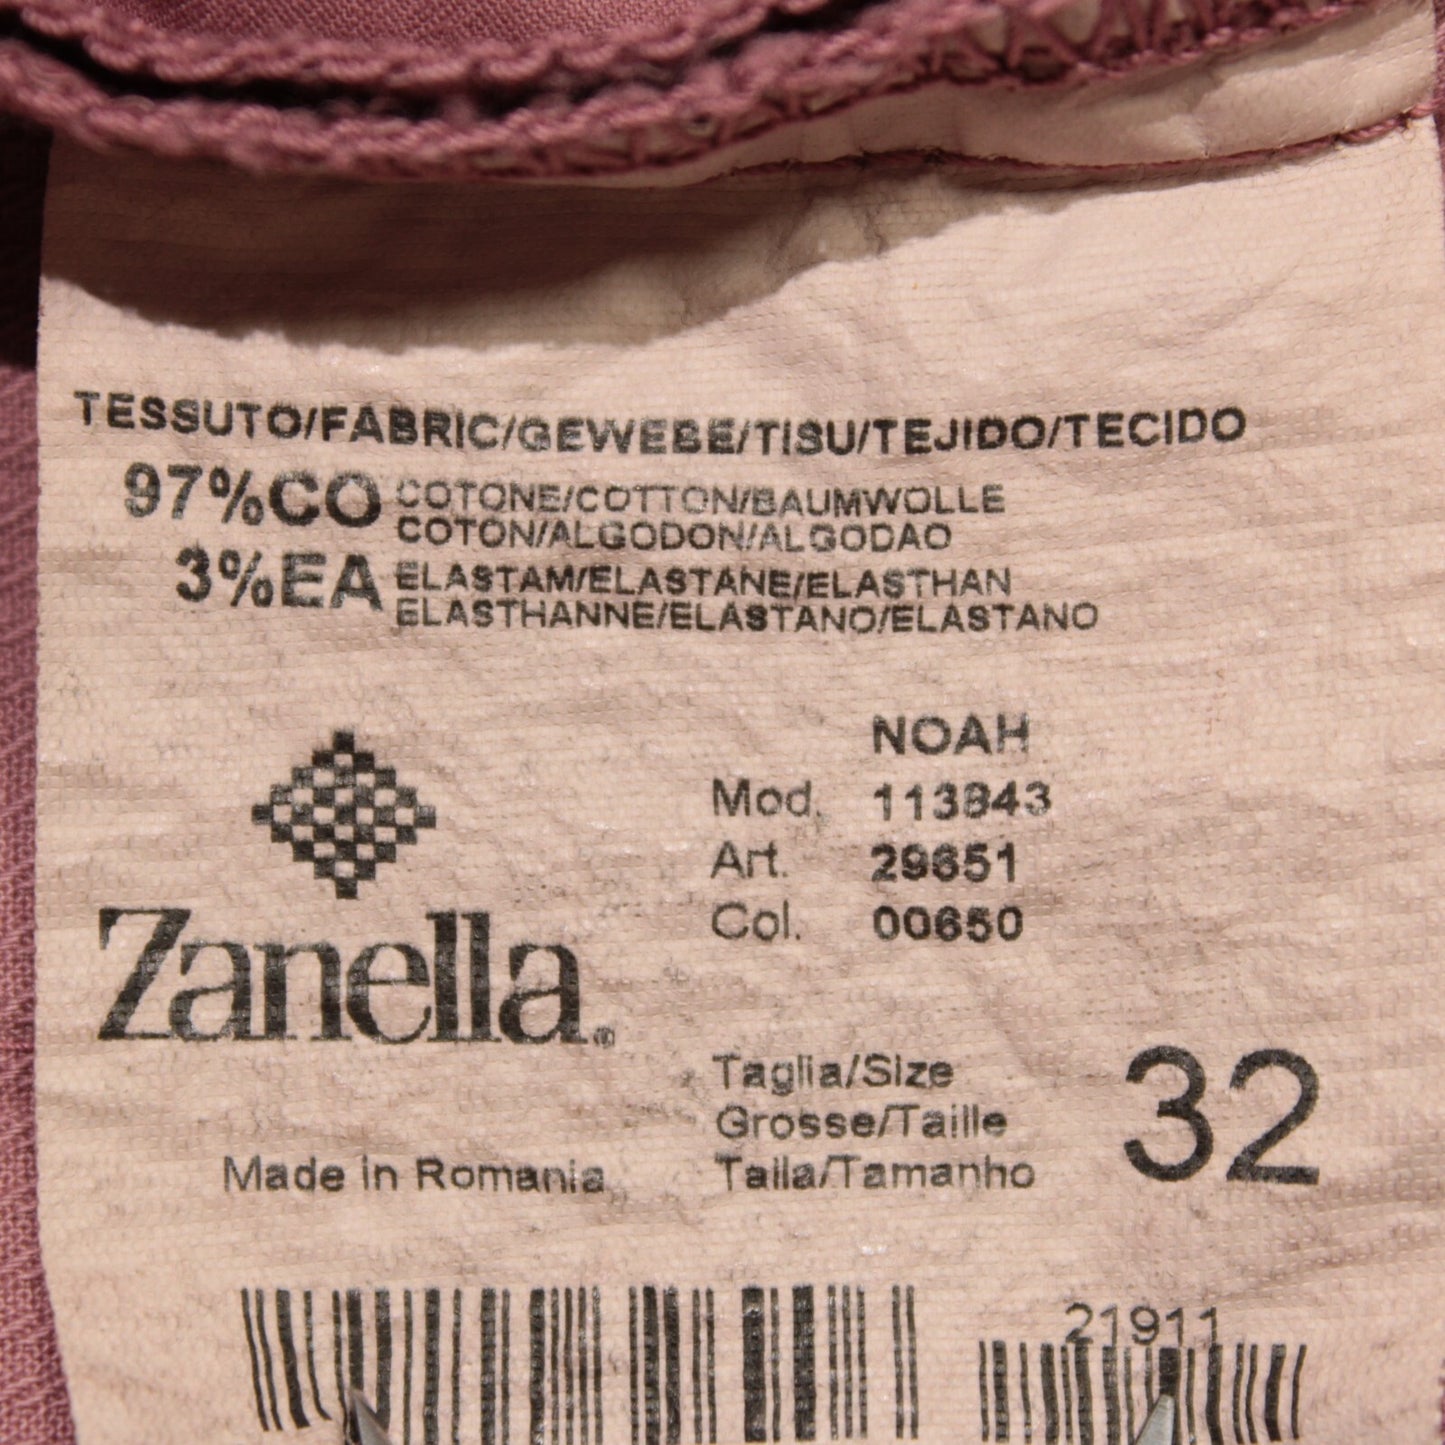 TESSUTO/FABRIC/GEWEBE/TISU/TEJIDO/TECIDO
97%CO COTONE/COTTON/BAUMWOLLE
COTON/ALGODON/ALGODAO
3%EA ELASTAM/ELASTANE/ELASTHAN
ELASTHANNE/ELASTANO/ELASTANO
NOAH
Mod. 113843
Art. 29651
Col. 00650
Zanella®
Taglia/Size
Grosse/Taille
Talla/Tamanho
32
Made in Romania
21911